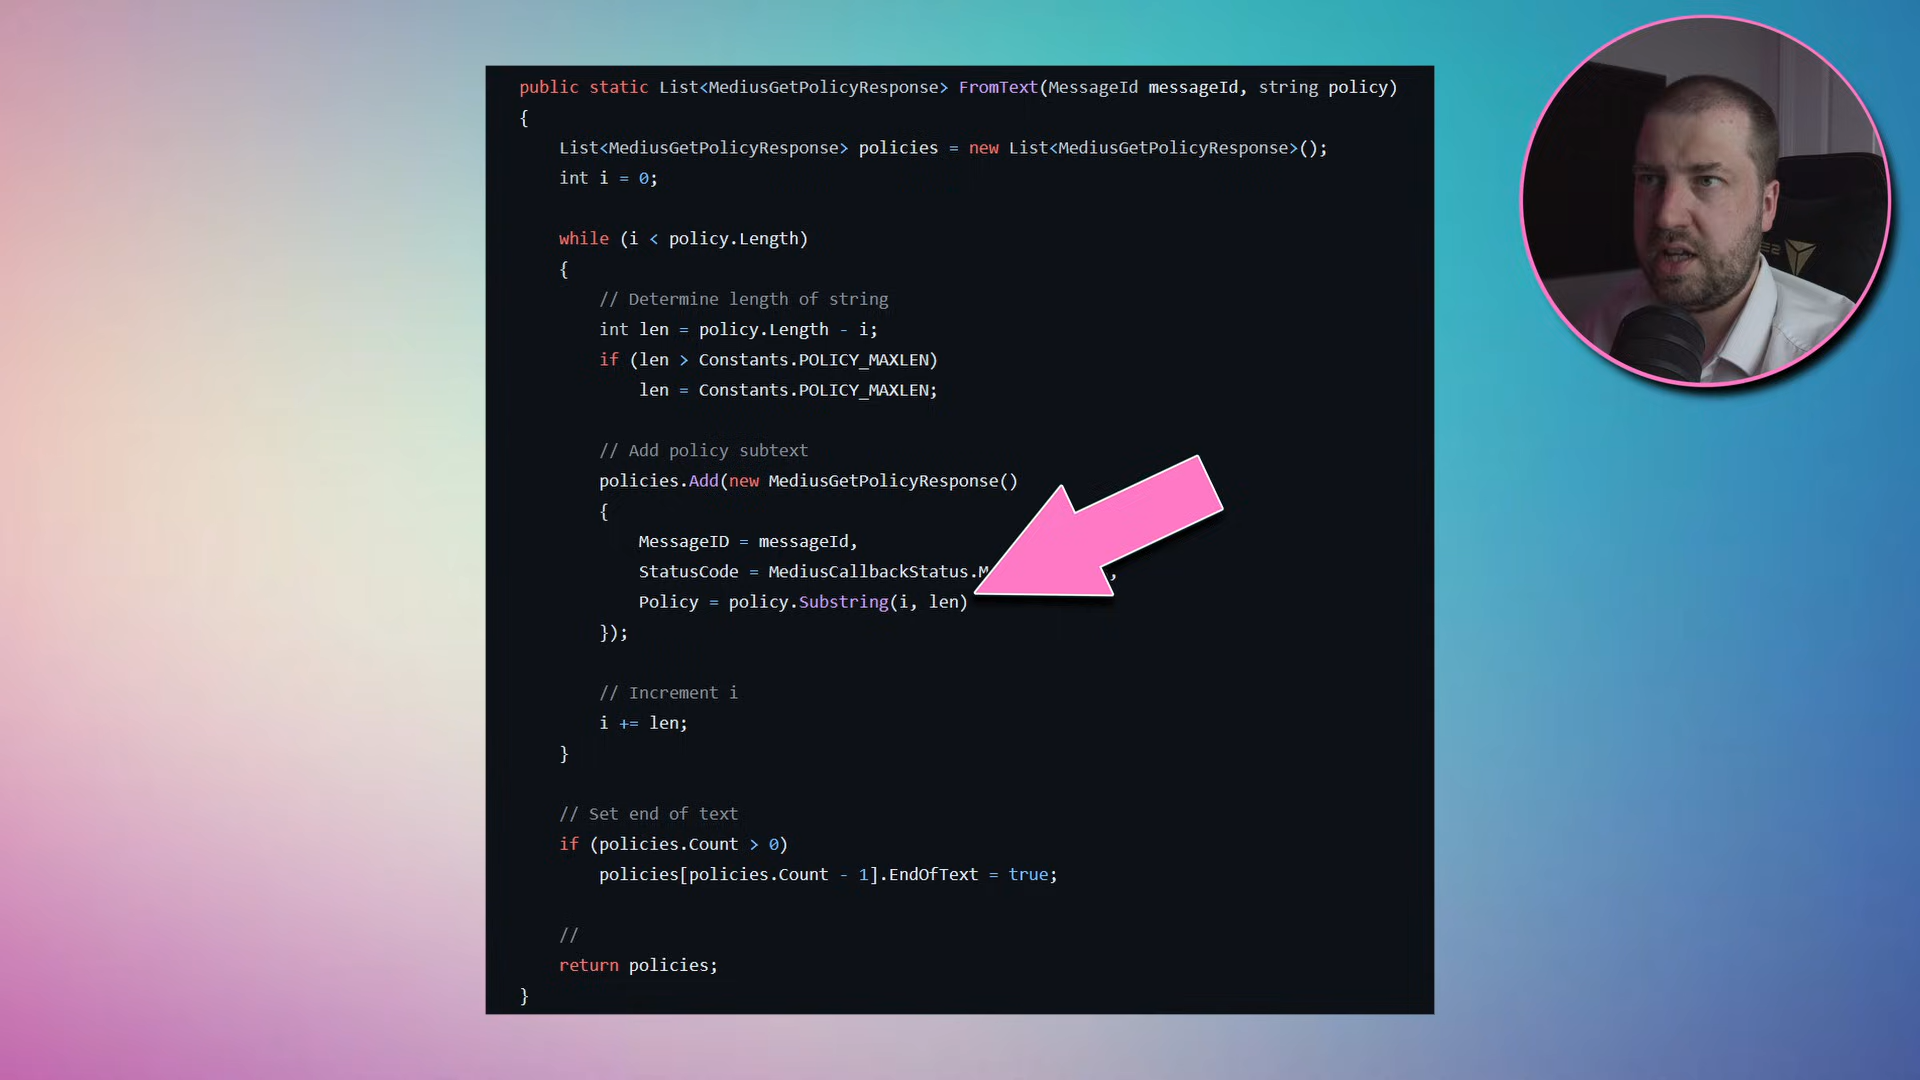 public static List<MediusGetPolicyResponse> FromText(MessageId messageId, string policy)
{
List<MediusGetPolicyResponse> policies = new List<MediusGetPolicyResponse>();
int i = 0;
while (i < policy.Length)
{
// Determine length of string
int len = policy.Length - i;
if (len > Constants.POLICY_MAXLEN)
len = Constants.POLICY_MAXLEN;
// Add policy subtext
policies.Add(new MediusGetPolicyResponse()
{
MessageID = messageId,
StatusCode = MediusCallbackStatus.M ,
Policy = policy.Substring(i, len)
});
// Increment i
i += len;
}
// Set end of text
if (policies.Count > 0)
policies[policies.Count - 1].EndOfText = true;
//
return policies;
}